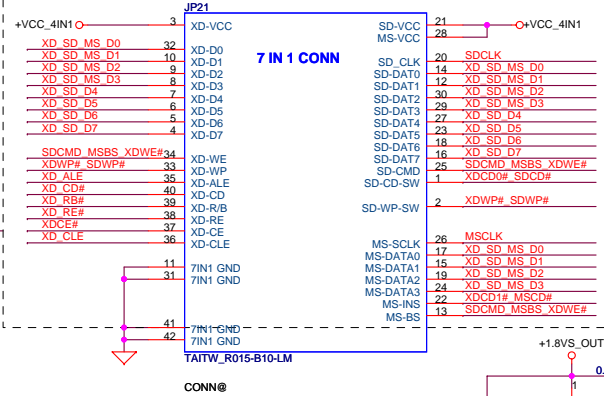 JP21
+VCC_4IN1 3 XD-VCC SD-VCC 21 +VCC_4IN1
MS-VCC 28
7 IN 1 CONN
XD_SD_MS_D0 32 XD-D0
XD_SD_MS_D1 10 XD-D1
XD_SD_MS_D2 9 XD-D2
XD_SD_MS_D3 8 XD-D3
XD_SD_D4 7 XD-D4
XD_SD_D5 6 XD-D5
XD_SD_D6 5 XD-D6
XD_SD_D7 4 XD-D7
SDCMD_MSBS_XDWE# 34 XD-WE
XDWP#_SDWP# 33 XD-WP
XD_ALE 35 XD-ALE
XD_CD# 40 XD-CD
XD_RB# 39 XD-R/B
XD_RE# 38 XD-RE
XDCE# 37 XD-CE
XD_CLE 36 XD-CLE
11 7IN1 GND
31 7IN1 GND
41 7IN1 GND
42 7IN1 GND
SD_CLK 20 SDCLK
SD-DAT0 14 XD_SD_MS_D0
SD-DAT1 12 XD_SD_MS_D1
SD-DAT2 30 XD_SD_MS_D2
SD-DAT3 29 XD_SD_MS_D3
SD-DAT4 27 XD_SD_D4
SD-DAT5 23 XD_SD_D5
SD-DAT6 18 XD_SD_D6
SD-DAT7 16 XD_SD_D7
SD-CMD 25 SDCMD_MSBS_XDWE#
SD-CD-SW 1 XDCD0#_SDCD#
SD-WP-SW 2 XDWP#_SDWP#
MS-SCLK 26 MSCLK
MS-DATA0 17 XD_SD_MS_D0
MS-DATA1 15 XD_SD_MS_D1
MS-DATA2 19 XD_SD_MS_D2
MS-DATA3 24 XD_SD_MS_D3
MS-INS 22 XDCD1#_MSCD#
MS-BS 13 SDCMD_MSBS_XDWE#
TAITW_R015-B10-LM
CONN@
+1.8VS_OUT
0.
1